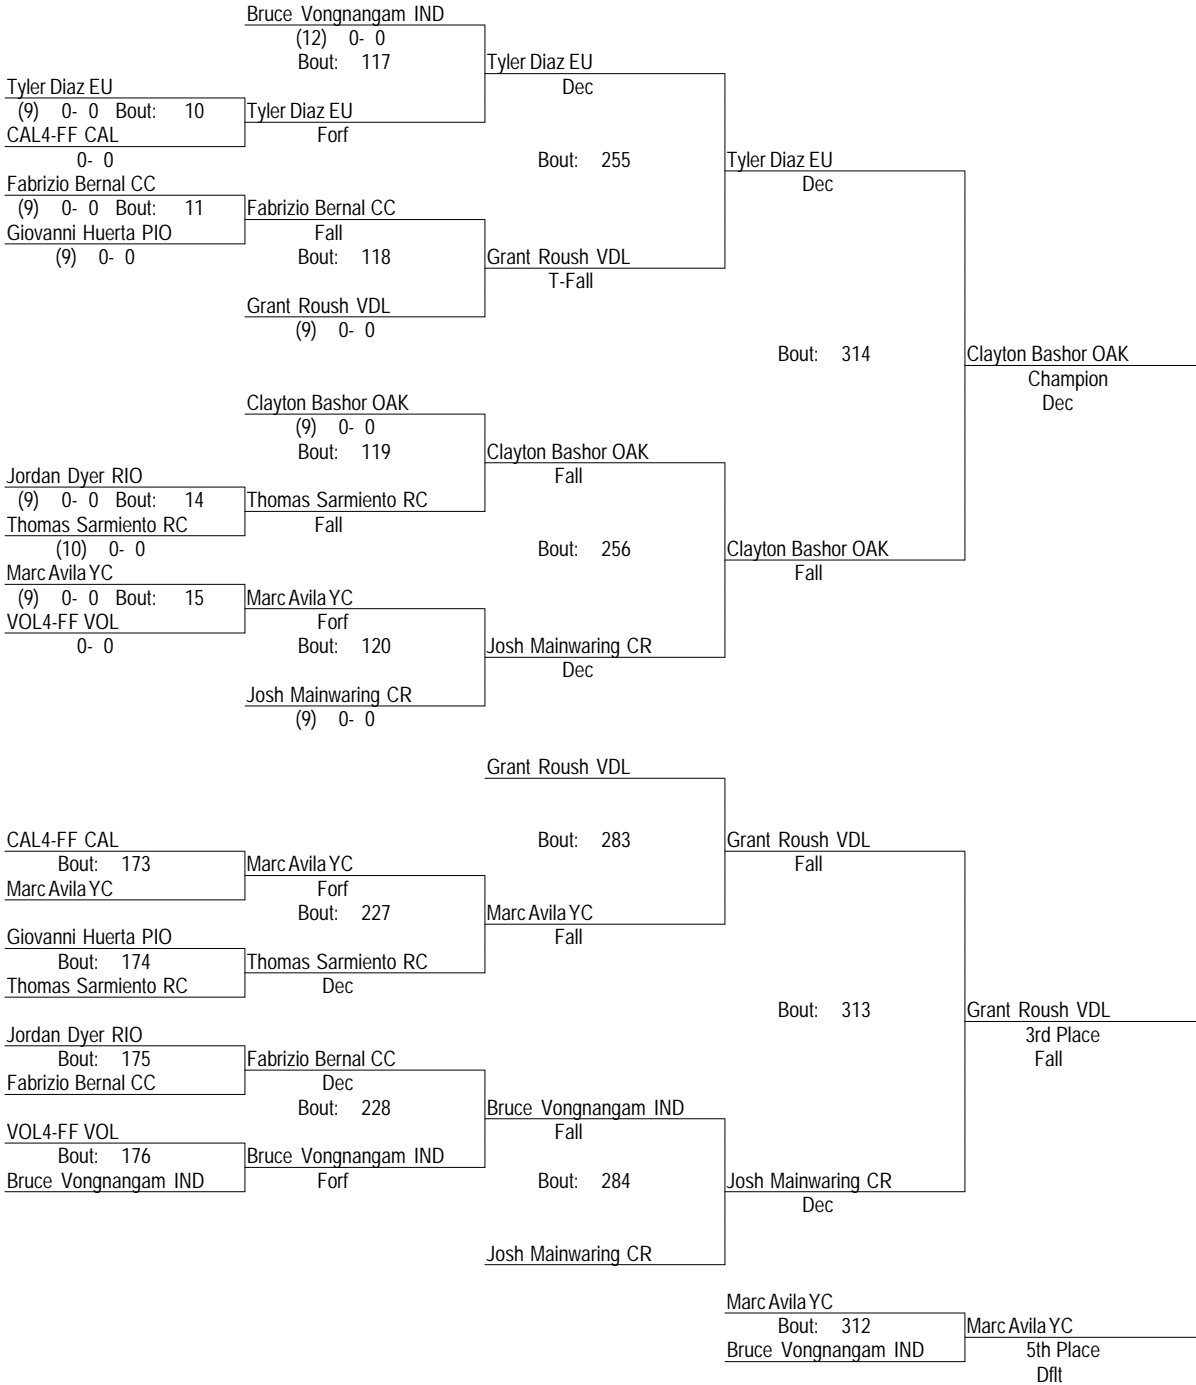 Bruce Vongnangam IND
(12) 0- 0
Bout: 117
Tyler Diaz EU
Dec
Tyler Diaz EU
(9) 0- 0 Bout: 10
Tyler Diaz EU
CAL4-FF CAL
Forf
0- 0
Bout: 255
Tyler Diaz EU
Fabrizio Bernal CC
Dec
(9) 0- 0 Bout: 11
Fabrizio Bernal CC
Giovanni Huerta PIO
Fall
(9) 0- 0
Bout: 118
Grant Roush VDL
T-Fall
Grant Roush VDL
(9) 0- 0
Bout: 314
Clayton Bashor OAK
Champion
Dec
Clayton Bashor OAK
(9) 0- 0
Bout: 119
Clayton Bashor OAK
Fall
Jordan Dyer RIO
(9) 0- 0 Bout: 14
Thomas Sarmiento RC
Thomas Sarmiento RC
Fall
(10) 0- 0
Bout: 256
Clayton Bashor OAK
Fall
Marc Avila YC
(9) 0- 0 Bout: 15
Marc Avila YC
VOL4-FF VOL
Forf
0- 0
Bout: 120
Josh Mainwaring CR
Dec
Josh Mainwaring CR
(9) 0- 0
Grant Roush VDL
CAL4-FF CAL
Bout: 283
Grant Roush VDL
Fall
Bout: 173
Marc Avila YC
Marc Avila YC
Forf
Bout: 227
Marc Avila YC
Fall
Giovanni Huerta PIO
Bout: 174
Thomas Sarmiento RC
Thomas Sarmiento RC
Dec
Bout: 313
Grant Roush VDL
3rd Place
Fall
Jordan Dyer RIO
Bout: 175
Fabrizio Bernal CC
Fabrizio Bernal CC
Dec
Bout: 228
Bruce Vongnangam IND
Fall
VOL4-FF VOL
Bout: 176
Bruce Vongnangam IND
Bruce Vongnangam IND
Forf
Bout: 284
Josh Mainwaring CR
Dec
Josh Mainwaring CR
Marc Avila YC
Bout: 312
Marc Avila YC
Bruce Vongnangam IND
5th Place
Dflt